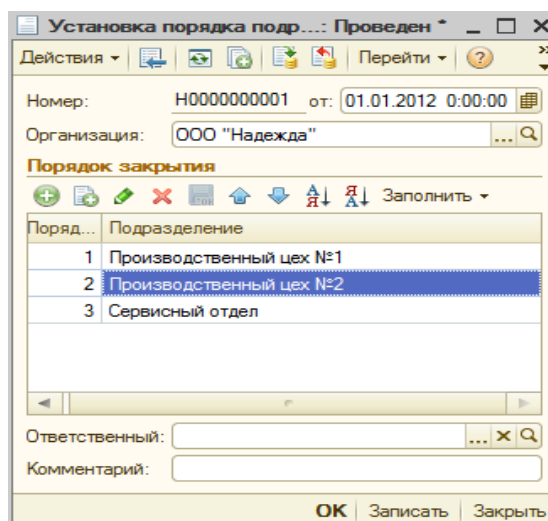 Установка порядка подр...: Проведен *
Действия Перейти
Номер: Н0000000001 от: 01.01.2012 0:00:00
Организация: ООО "Надежда" ...
Порядок закрытия
Заполнить
Поряд... Подразделение
1 Производственный цех №1
2 Производственный цех №2
3 Сервисный отдел
Ответственный: ...
Комментарий:
OK Записать Закрыть